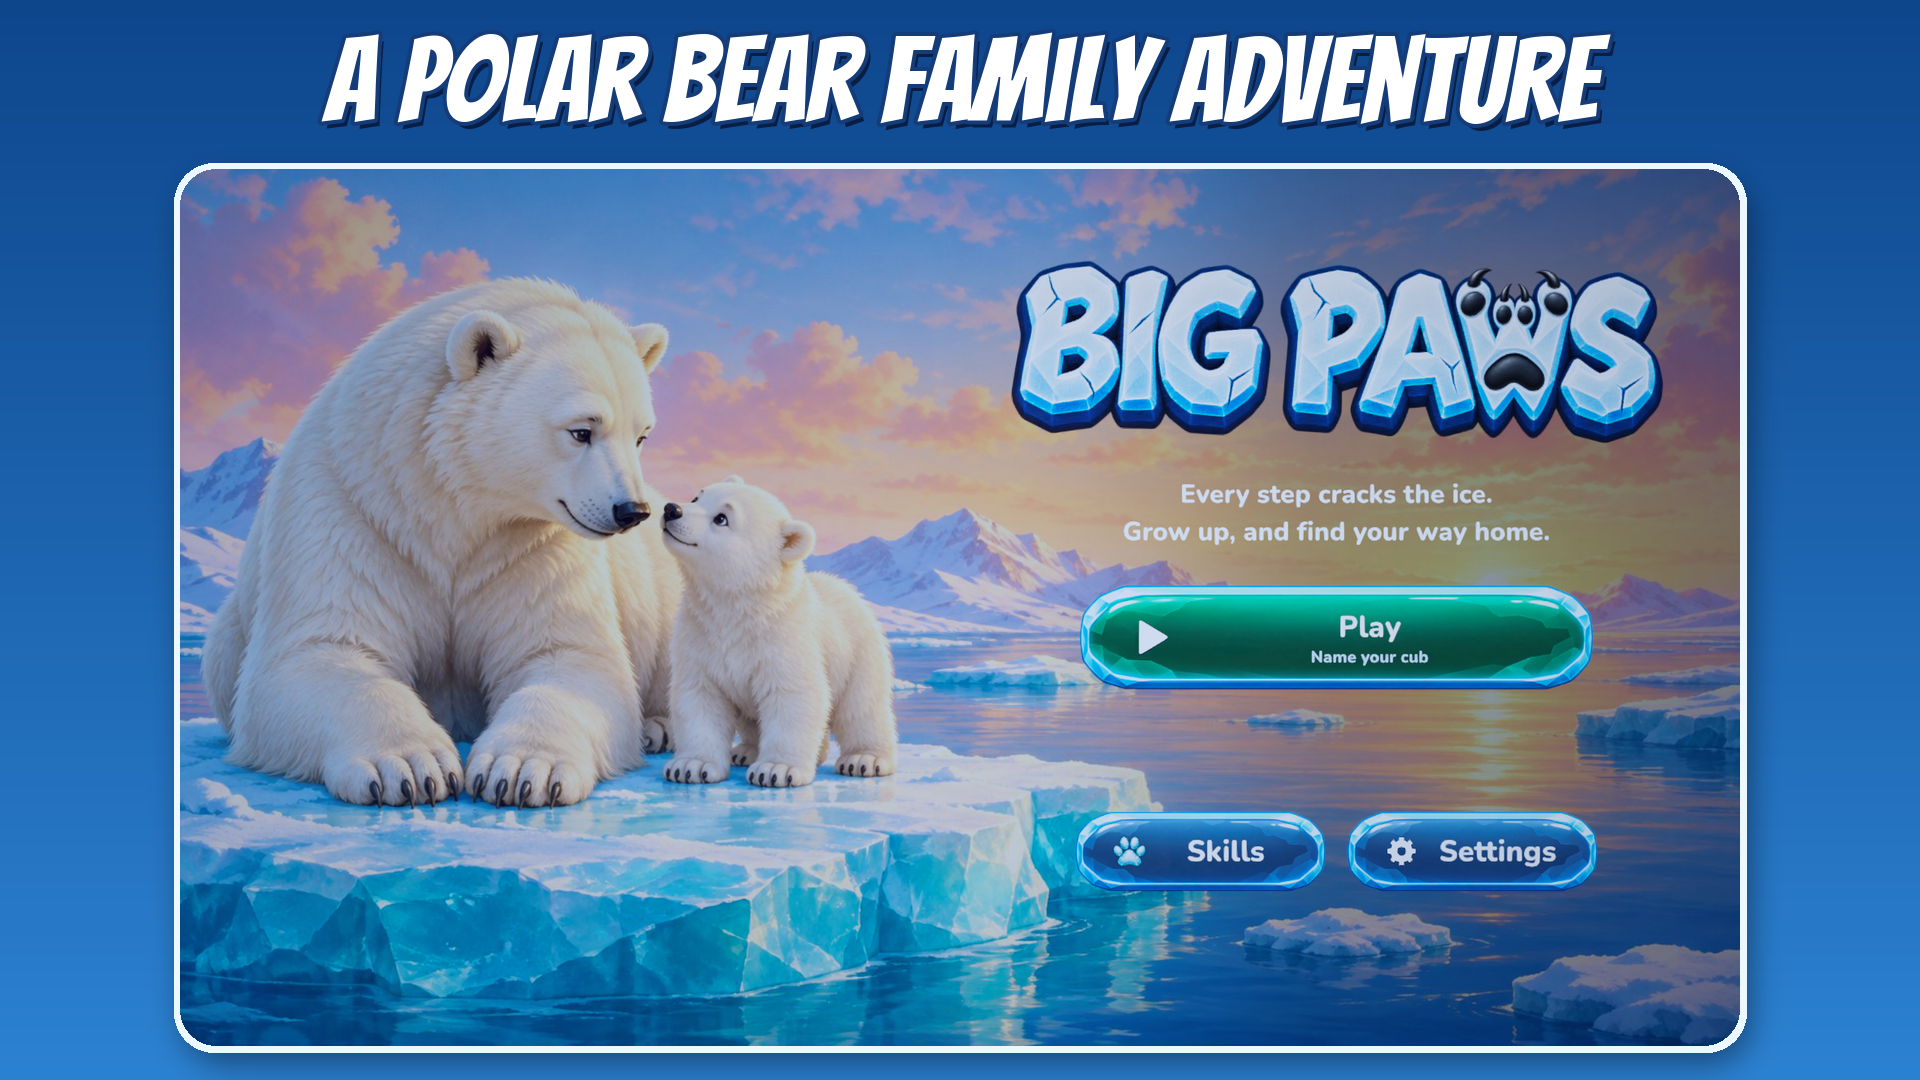 A POLAR BEAR FAMILY ADVENTURE
BIG PAWS
Every step cracks the ice.
Grow up, and find your way home.
Play
Name your cub
Skills
Settings